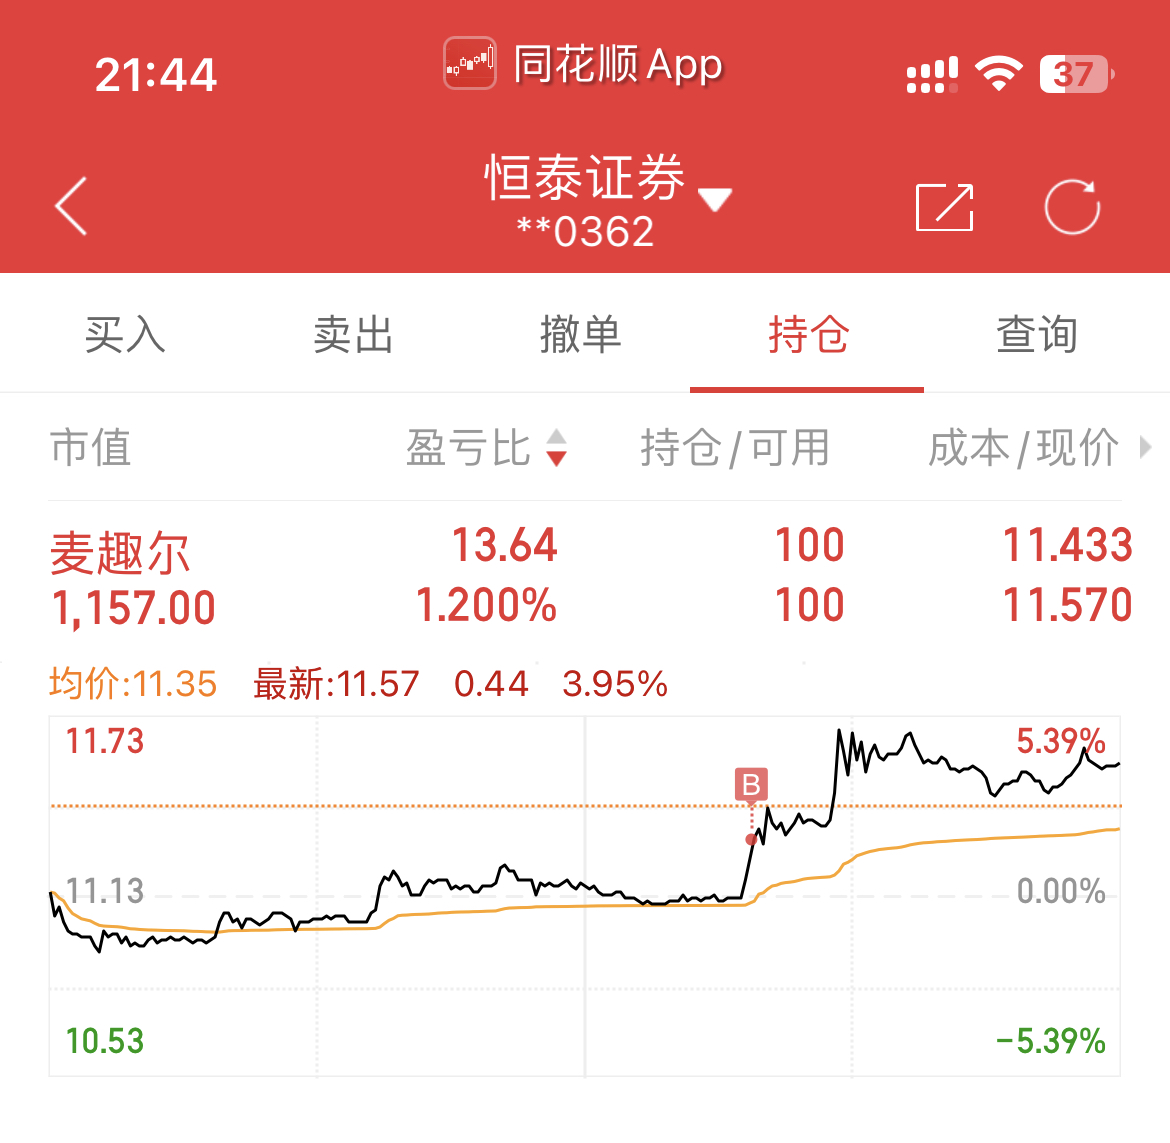 21:44 同花顺 App 37
恒泰证券
**0362
买入 卖出 撤单 持仓 查询
市值 盈亏比 持仓/可用 成本/现价
麦趣尔 13.64 100 11.433
1,157.00 1.200% 100 11.570
均价:11.35 最新:11.57 0.44 3.95%
11.73 5.39%
B
11.13 0.00%
10.53 -5.39%